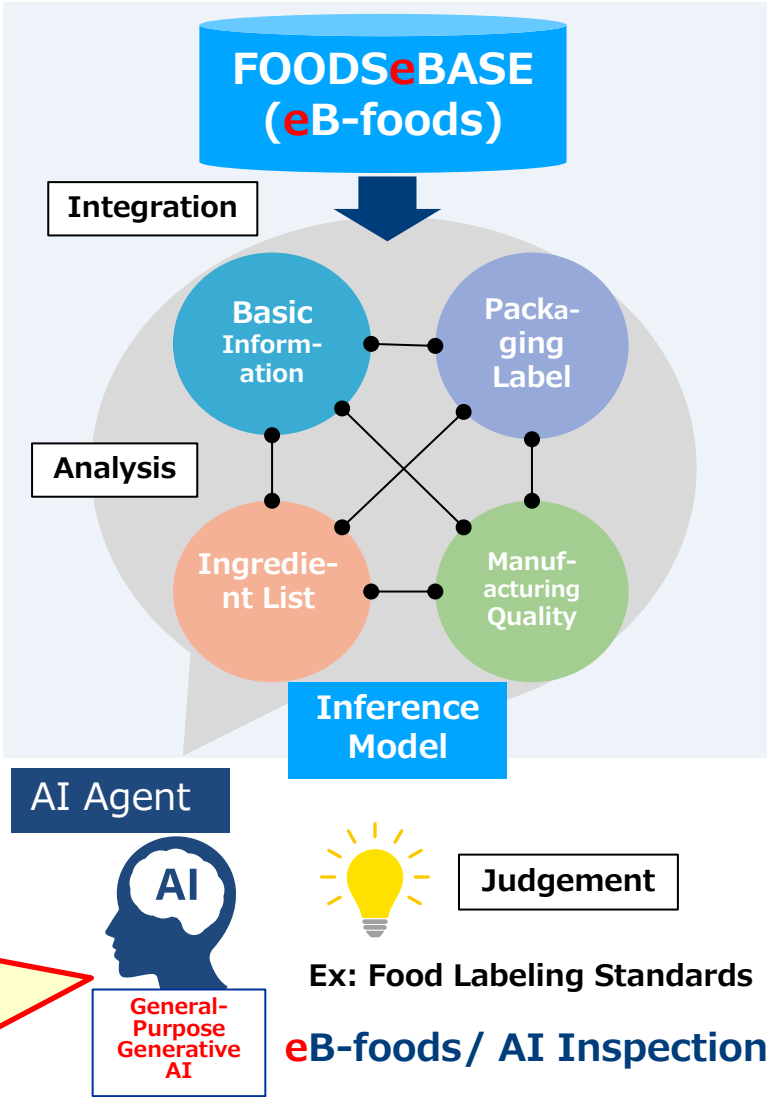 FOODSeBASE
(eB-foods)
Integration
Basic
Inform-
ation
Packa-
ging
Label
Analysis
Ingredie-
nt List
Manuf-
acturing
Quality
Inference
Model
AI Agent
AI
Judgement
Ex: Food Labeling Standards
General-
Purpose
Generative
AI
eB-foods/ AI Inspection